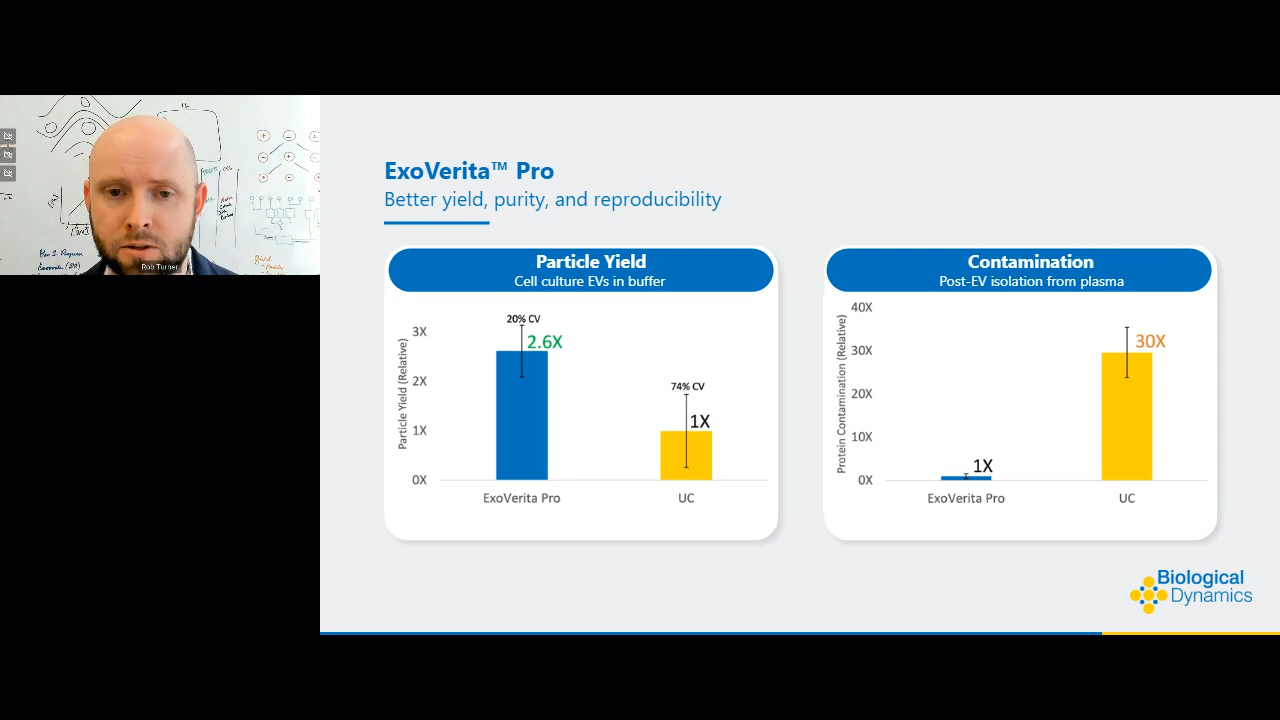 Rob Turner
ExoVerita™ Pro
Better yield, purity, and reproducibility
Particle Yield
Cell culture EVs in buffer
Particle Yield (Relative)
3X
2X
1X
0X
20% CV
2.6X
74% CV
1X
ExoVerita Pro
UC
Contamination
Post-EV isolation from plasma
Protein Contamination (Relative)
40X
30X
20X
10X
0X
1X
30X
ExoVerita Pro
UC
Biological
Dynamics